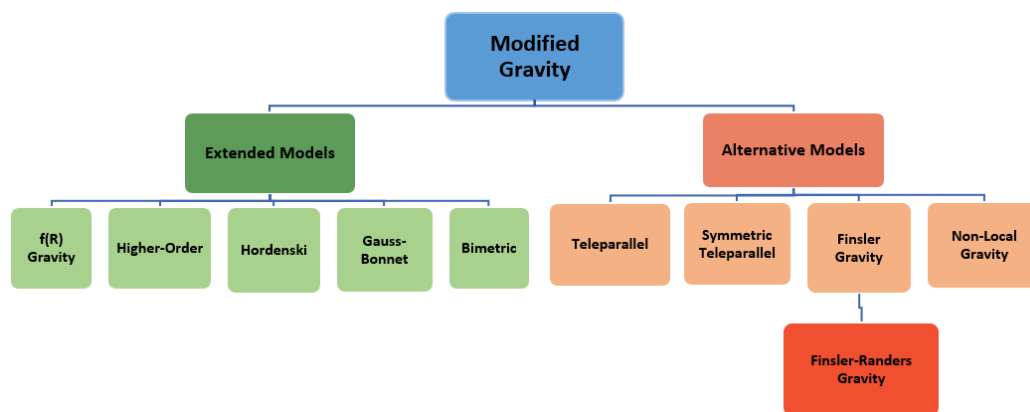 Modified
Gravity
Extended Models
Alternative Models
f(R)
Gravity
Higher-Order
Hordenski
Gauss-
Bonnet
Bimetric
Teleparallel
Symmetric
Teleparallel
Finsler
Gravity
Non-Local
Gravity
Finsler-Randers
Gravity